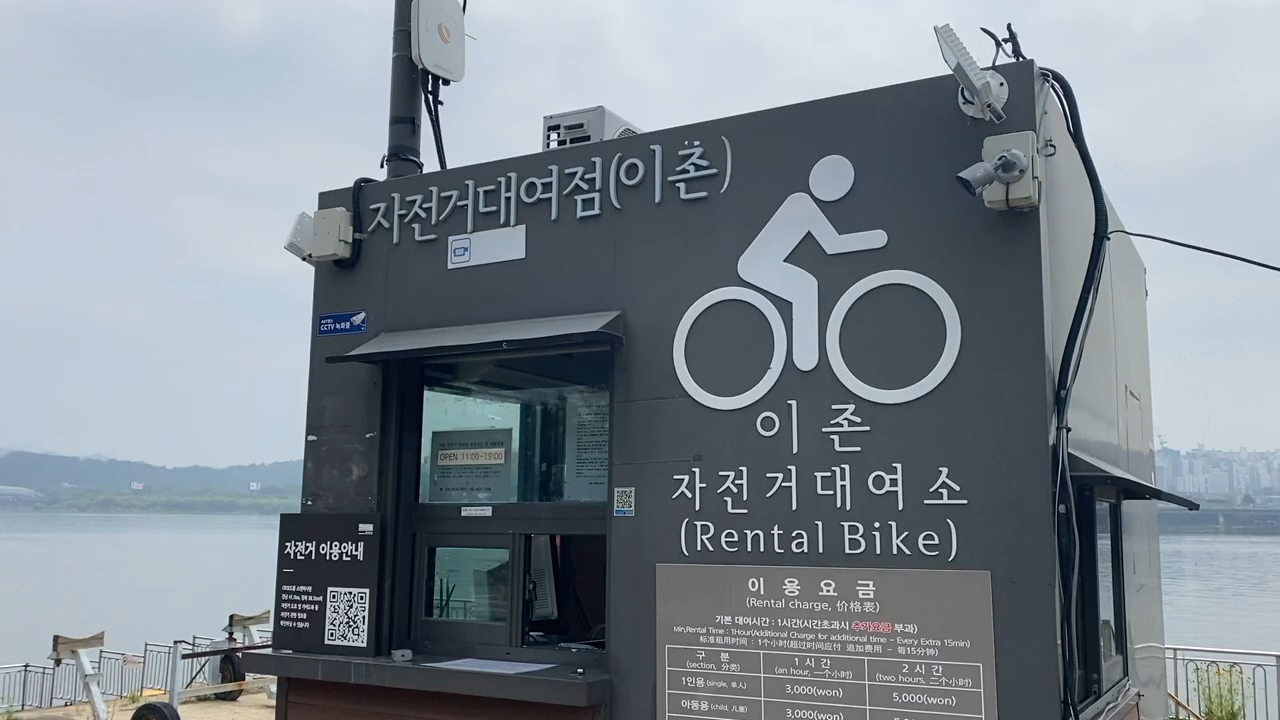 자전거대여점(이촌)
CCTV 녹화중
OPEN 11:00~19:00
이촌
자전거대여소
(Rental Bike)
자전거 이용안내
이용요금
(Rental charge, 价格表)
기본 대여시간 : 1시간(시간초과시 추가요금 부과)
Min,Rental Time : 1Hour(Additional Charge for additional time - Every Extra 15min)
标准租用时间 : 1个小时(超过时间应付 追加费用 - 每15分钟)
구 분 1 시 간 2 시 간
(section, 分类) (an hour, 一个小时) (two hours, 二个小时)
1인용 (single, 单人) 3,000(won) 5,000(won)
아동용 (child, 儿童) 3,000(won)